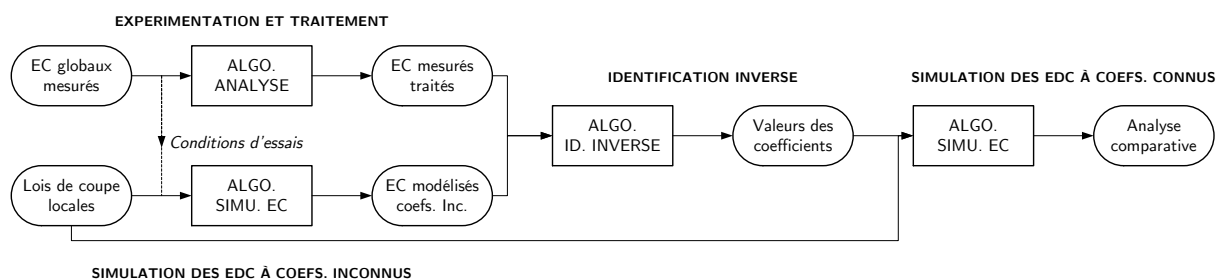 EXPERIMENTATION ET TRAITEMENT
EC globaux
mesurés
ALGO.
ANALYSE
EC mesurés
traités
Conditions d'essais
Lois de coupe
locales
ALGO.
SIMU. EC
EC modélisés
coefs. Inc.
SIMULATION DES EDC À COEFS. INCONNUS
IDENTIFICATION INVERSE
ALGO.
ID. INVERSE
Valeurs des
coefficients
SIMULATION DES EDC À COEFS. CONNUS
ALGO.
SIMU. EC
Analyse
comparative